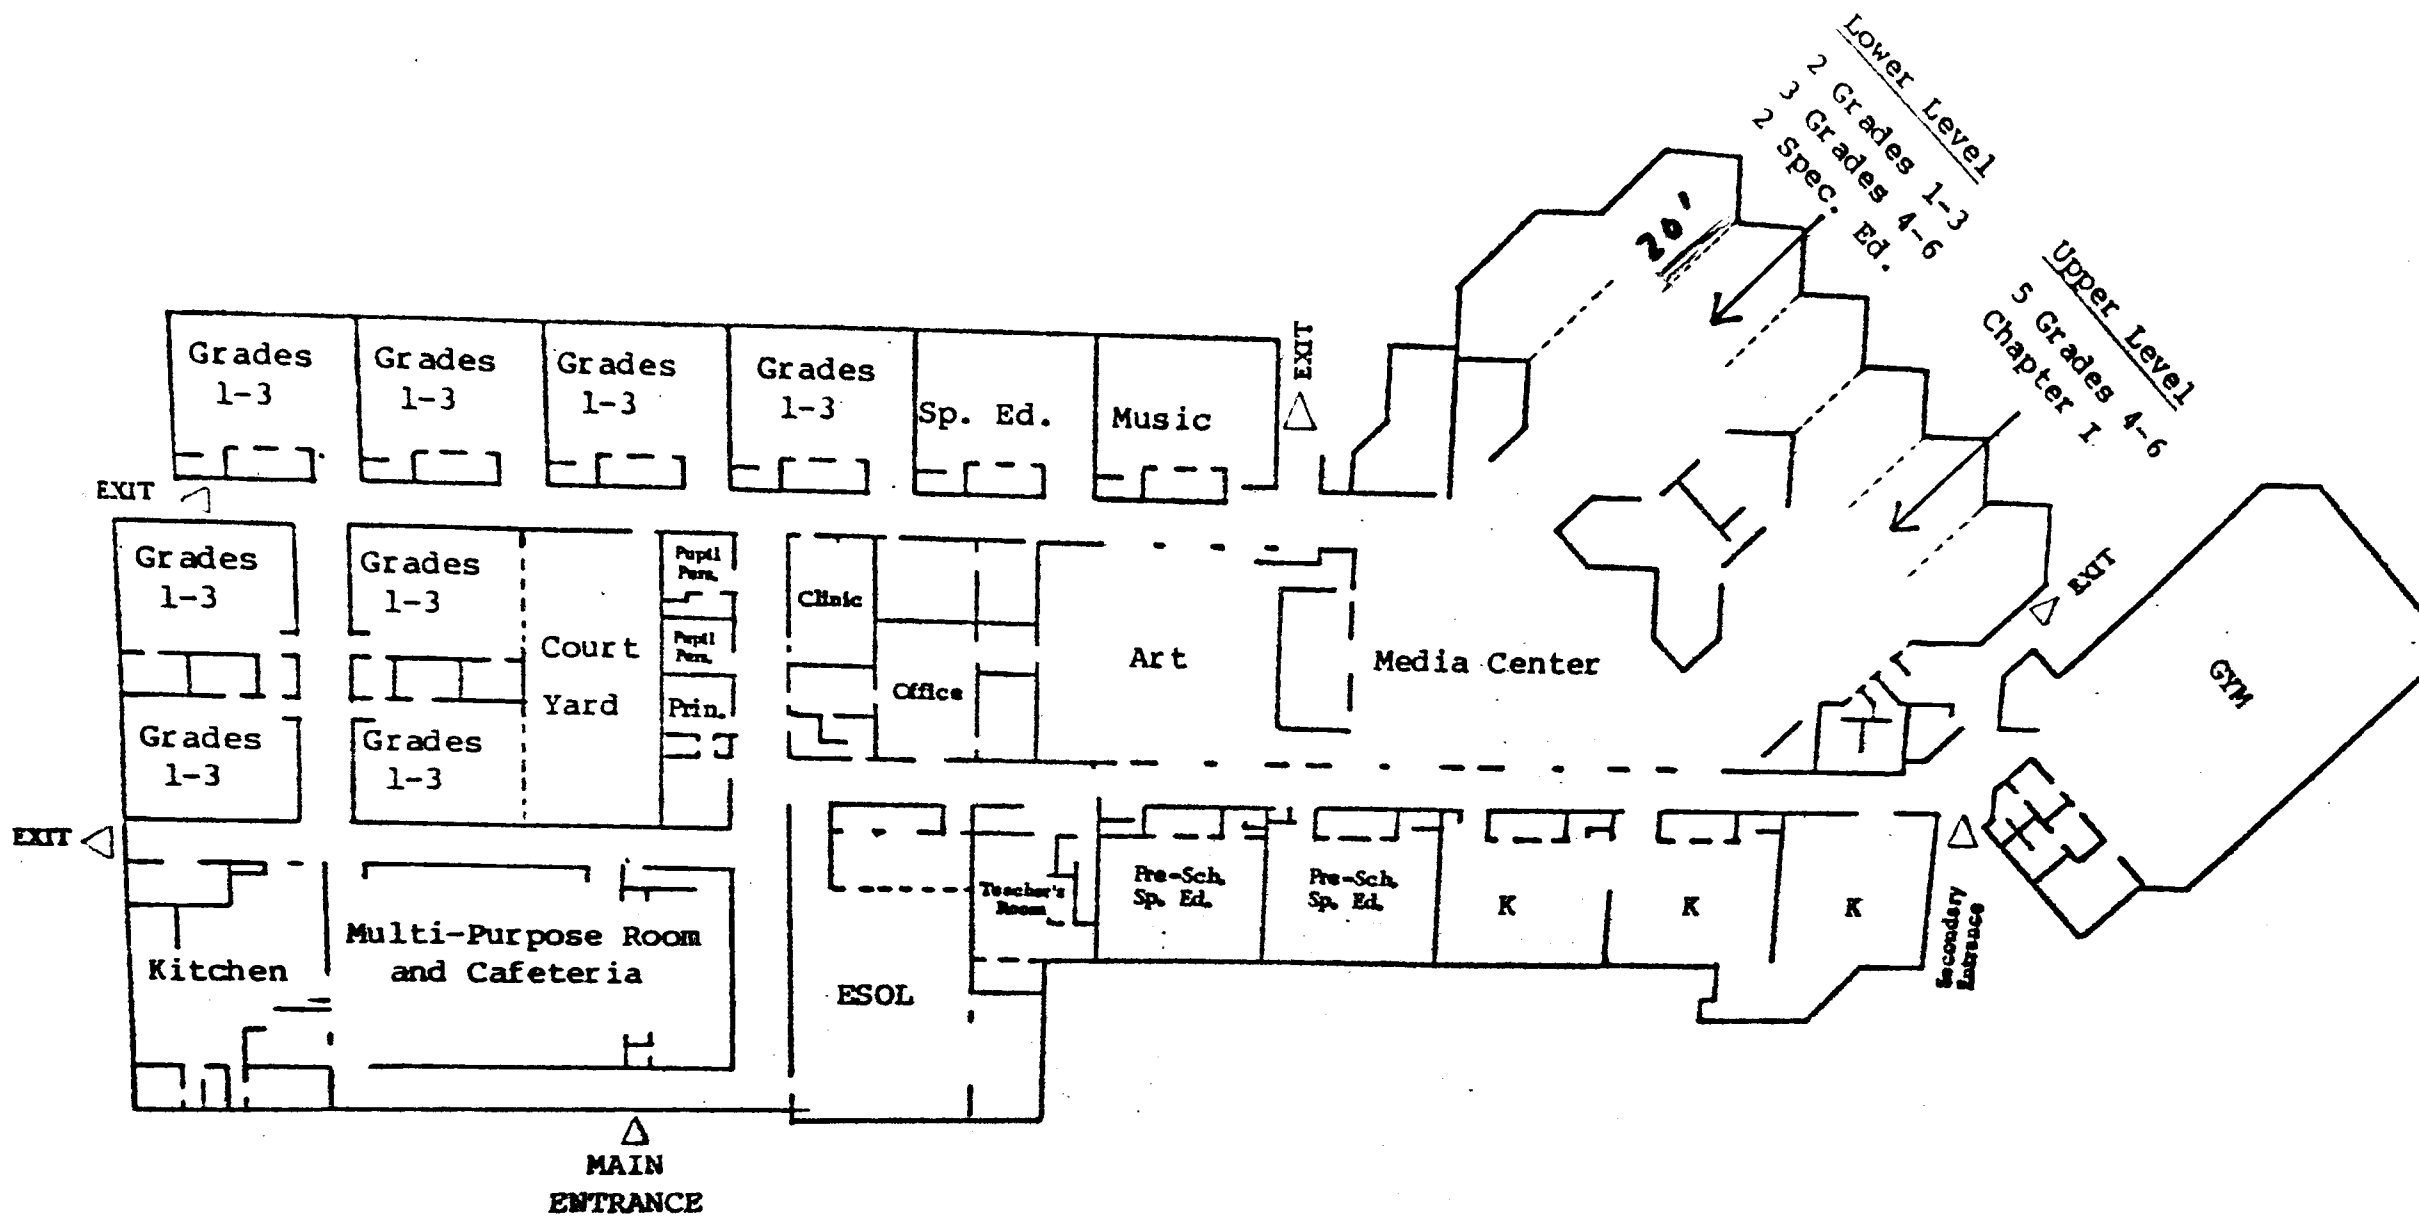 Lower Level
2 Grades 1-3
3 Grades 4-6
2 Spec. Ed.
20'
Upper Level
5 Grades 4-6
Chapter I
Grades
1-3
Grades
1-3
Grades
1-3
Grades
1-3
Sp. Ed.
Music
EXIT
EXIT
Grades
1-3
Grades
1-3
Court
Yard
Pupil
Pers.
Pupil
Pers.
Prin.
Clinic
Office
Art
Media Center
EXIT
GYM
Grades
1-3
Grades
1-3
EXIT
Kitchen
Multi-Purpose Room
and Cafeteria
ESOL
Teacher's
Room
Pre-Sch.
Sp. Ed.
Pre-Sch.
Sp. Ed.
K
K
K
Secondary
Entrance
MAIN
ENTRANCE